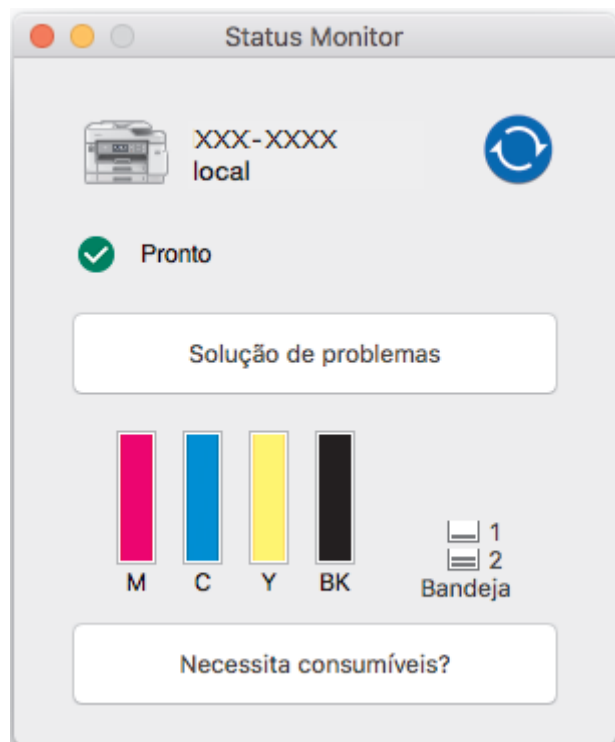 Status Monitor
XXX-XXXX
local
Pronto
Solução de problemas
M C Y BK
1
2
Bandeja
Necessita consumíveis?